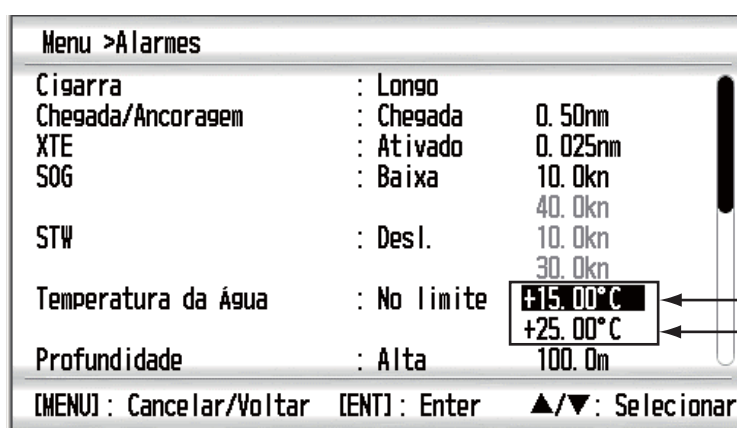 Menu >Alarmes
Cigarra : Longo
Chegada/Ancoragem : Chegada 0.50nm
XTE : Ativado 0.025nm
SOG : Baixa 10.0kn
40.0kn
STW : Desl. 10.0kn
30.0kn
Temperatura da Água : No limite +15.00°C
+25.00°C
Profundidade : Alta 100.0m
[MENU]: Cancelar/Voltar [ENT]: Enter ▲/▼: Selecionar